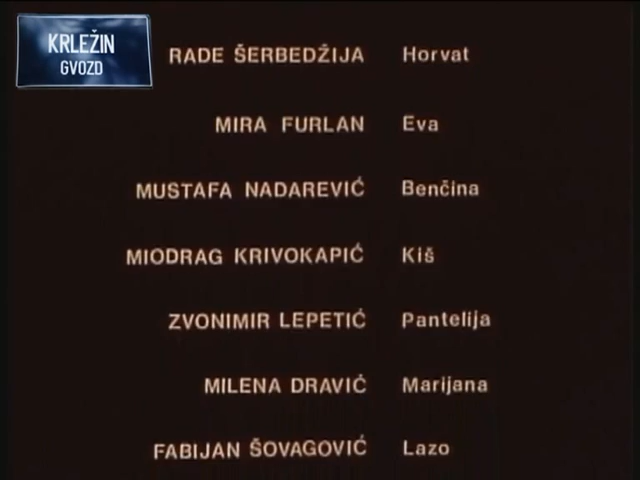 KRLEŽIN
GVOZD
RADE ŠERBEDŽIJA Horvat
MIRA FURLAN Eva
MUSTAFA NADAREVIĆ Benčina
MIODRAG KRIVOKAPIĆ Kiš
ZVONIMIR LEPETIĆ Pantelija
MILENA DRAVIĆ Marijana
FABIJAN ŠOVAGOVIĆ Lazo